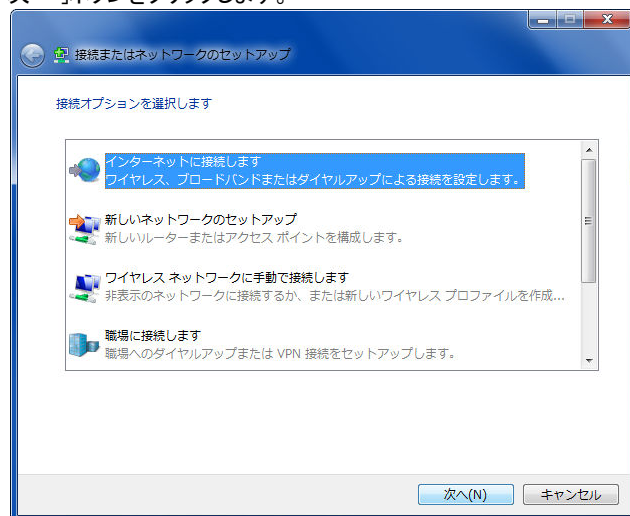 次へ]ボタンをクリックします。
接続またはネットワークのセットアップ
接続オプションを選択します
インターネットに接続します
ワイヤレス、ブロードバンドまたはダイヤルアップによる接続を設定します。
新しいネットワークのセットアップ
新しいルーターまたはアクセス ポイントを構成します。
ワイヤレス ネットワークに手動で接続します
非表示のネットワークに接続するか、または新しいワイヤレス プロファイルを作成...
職場に接続します
職場へのダイヤルアップまたは VPN 接続をセットアップします。
次へ(N)
キャンセル